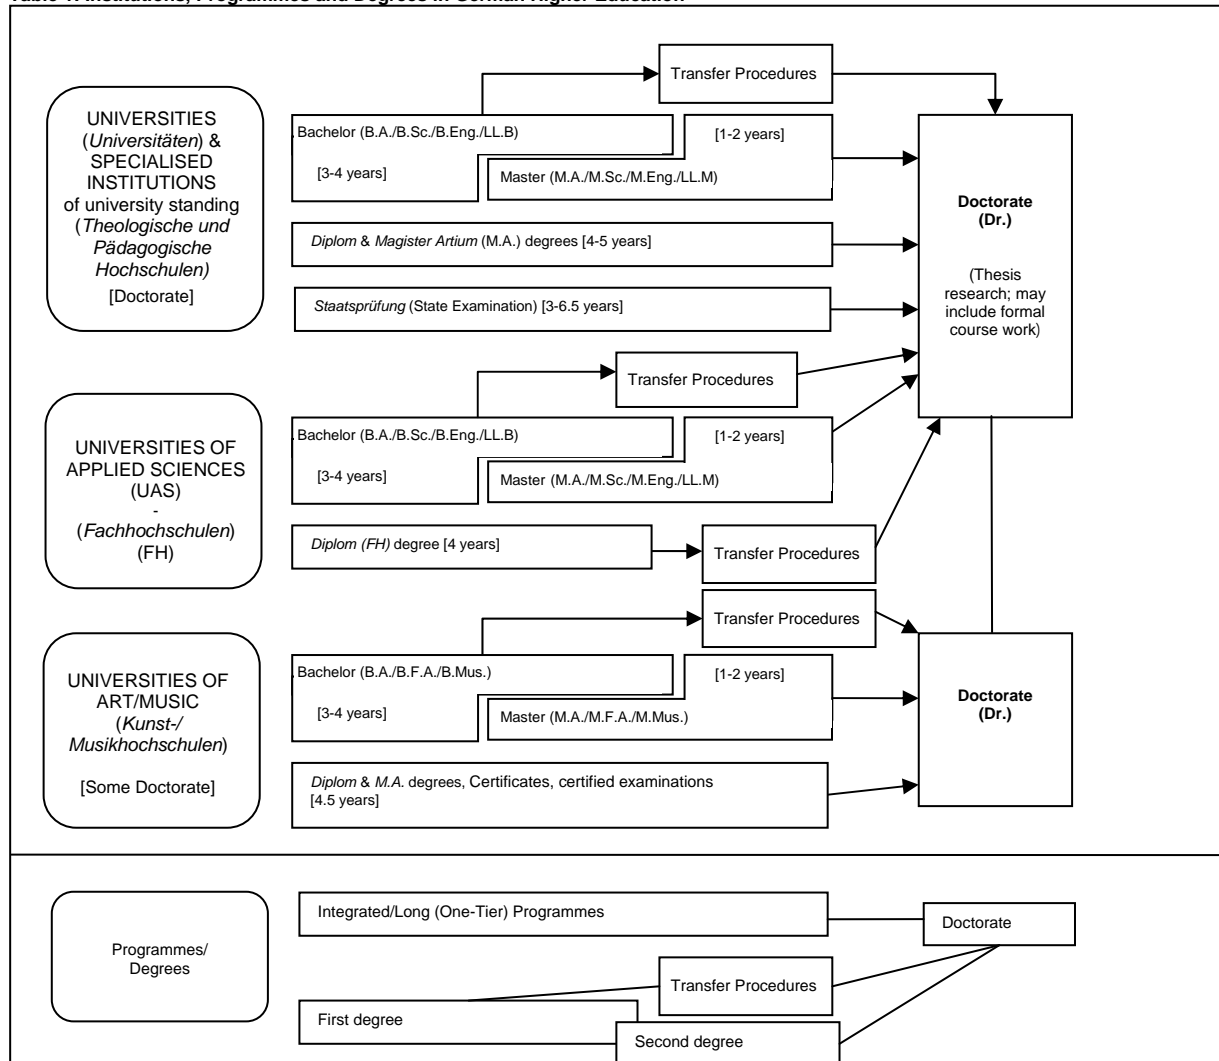 Table 1: Institutions, Programmes and Degrees in German Higher Education
Transfer Procedures
UNIVERSITIES
(Universitäten) &
SPECIALISED
INSTITUTIONS
of university standing
(Theologische und
Pädagogische
Hochschulen)
[Doctorate]
Bachelor (B.A./B.Sc./B.Eng./LL.B)
[3-4 years]
[1-2 years]
Master (M.A./M.Sc./M.Eng./LL.M)
Diplom & Magister Artium (M.A.) degrees [4-5 years]
Staatsprüfung (State Examination) [3-6.5 years]
Doctorate
(Dr.)
(Thesis
research; may
include formal
course work)
Transfer Procedures
UNIVERSITIES OF
APPLIED SCIENCES
(UAS)
-
(Fachhochschulen)
(FH)
Bachelor (B.A./B.Sc./B.Eng./LL.B)
[3-4 years]
[1-2 years]
Master (M.A./M.Sc./M.Eng./LL.M)
Diplom (FH) degree [4 years]
Transfer Procedures
Transfer Procedures
UNIVERSITIES OF
ART/MUSIC
(Kunst-/
Musikhochschulen)
[Some Doctorate]
Bachelor (B.A./B.F.A./B.Mus.)
[3-4 years]
[1-2 years]
Master (M.A./M.F.A./M.Mus.)
Diplom & M.A. degrees, Certificates, certified examinations
[4.5 years]
Doctorate
(Dr.)
Programmes/
Degrees
Integrated/Long (One-Tier) Programmes
Doctorate
Transfer Procedures
First degree
Second degree